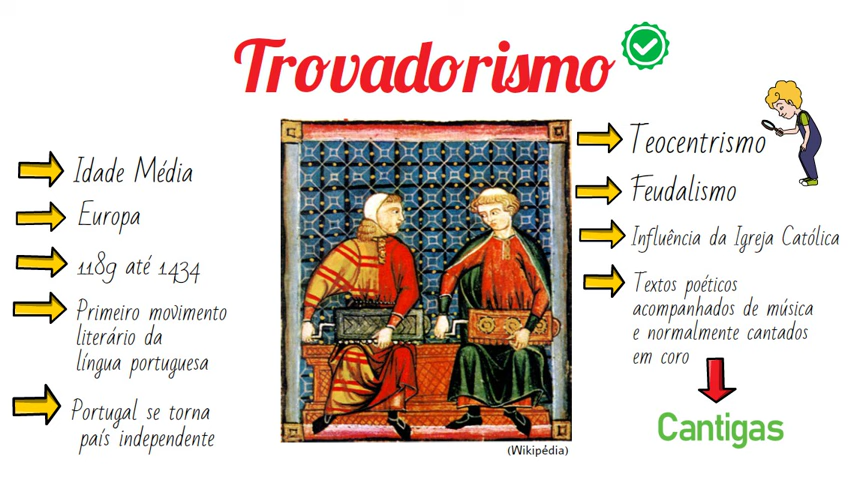 Trovadorismo
Idade Média
Europa
1189 até 1434
Primeiro movimento
literário da
língua portuguesa
Portugal se torna
país independente
(Wikipédia)
Teocentrismo
Feudalismo
Influência da Igreja Católica
Textos poéticos
acompanhados de música
e normalmente cantados
em coro
Cantigas